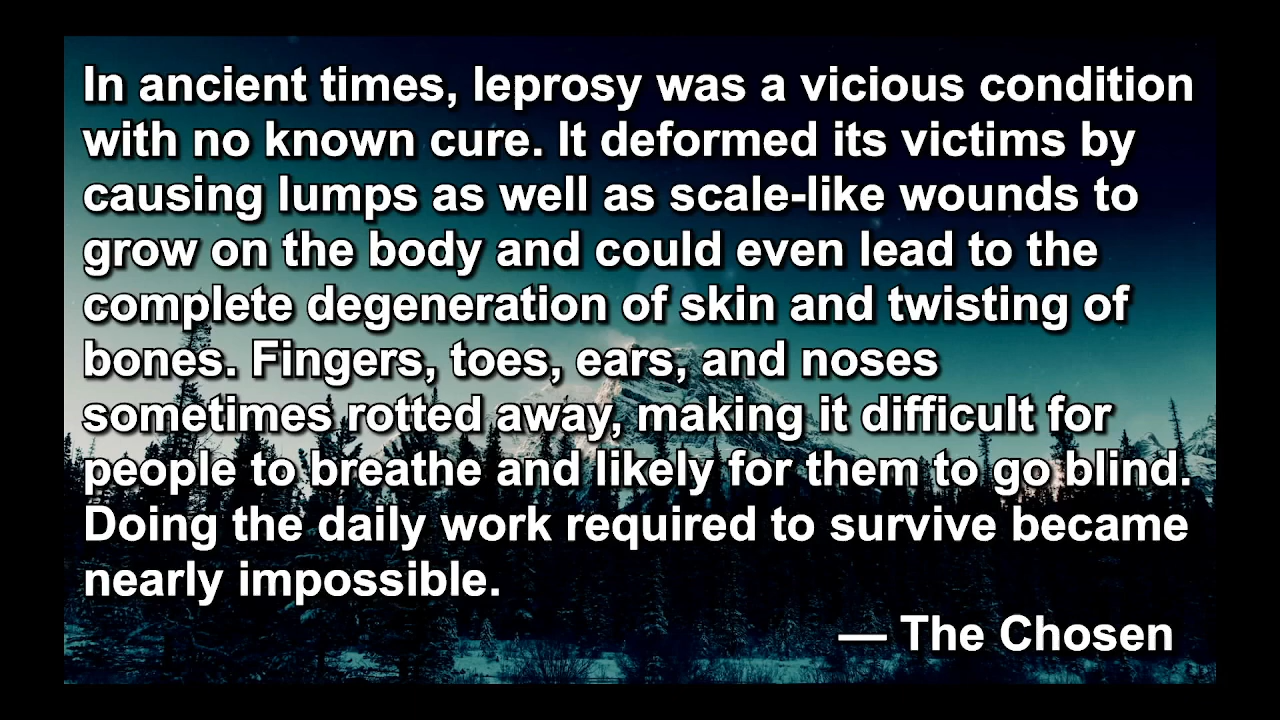 In ancient times, leprosy was a vicious condition
with no known cure. It deformed its victims by
causing lumps as well as scale-like wounds to
grow on the body and could even lead to the
complete degeneration of skin and twisting of
bones. Fingers, toes, ears, and noses
sometimes rotted away, making it difficult for
people to breathe and likely for them to go blind.
Doing the daily work required to survive became
nearly impossible.
— The Chosen